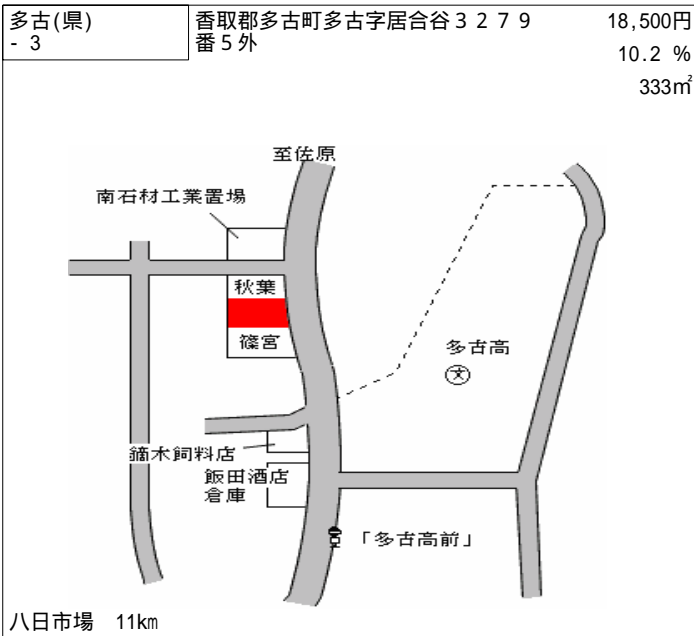 多古(県)
- 3
香取郡多古町多古字居合谷３２７９
番５外
18,500円
10.2 %
333㎡
至佐原
南石材工業置場
秋葉
篠宮
多古高
文
鏑木飼料店
飯田酒店
倉庫
「多古高前」
八日市場 11km